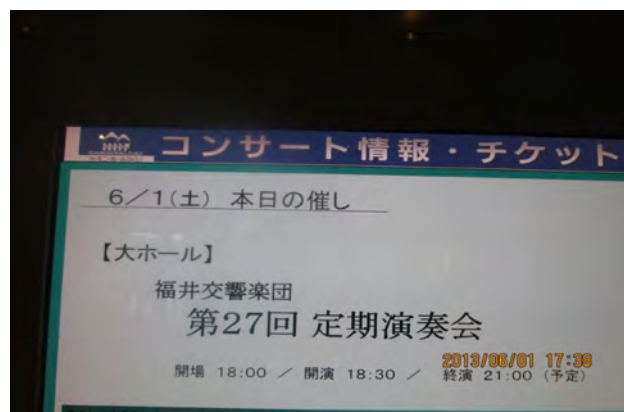 コンサート情報・チケット
6/1(土) 本日の催し
【大ホール】
福井交響楽団
第27回 定期演奏会
2013/06/01 17:39
開場 18:00 / 開演 18:30 / 終演 21:00 (予定)